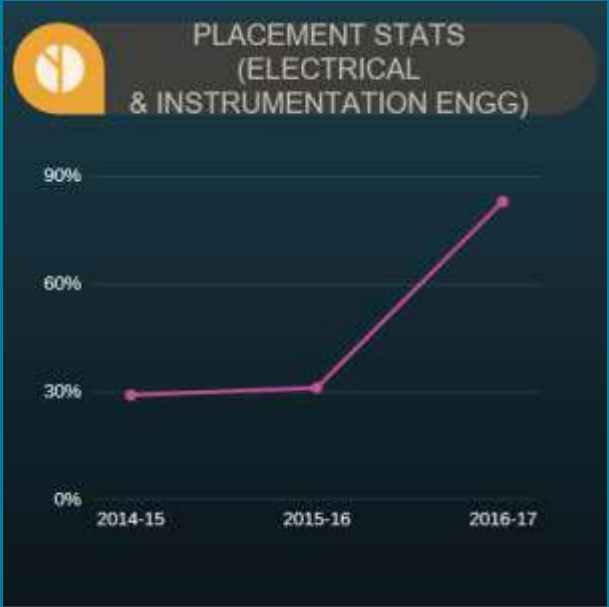 PLACEMENT STATS
(ELECTRICAL
& INSTRUMENTATION ENGG)
90%
60%
30%
0%
2014-15
2015-16
2016-17